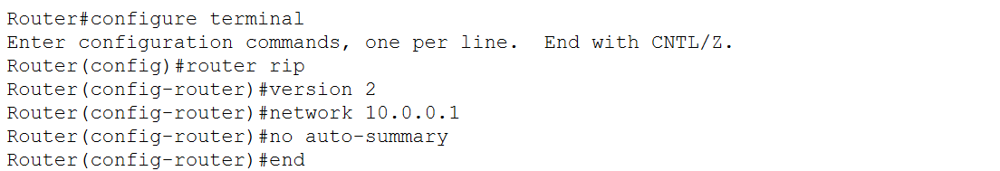 Router#configure terminal
Enter configuration commands, one per line.  End with CNTL/Z.
Router(config)#router rip
Router(config-router)#version 2
Router(config-router)#network 10.0.0.1
Router(config-router)#no auto-summary
Router(config-router)#end